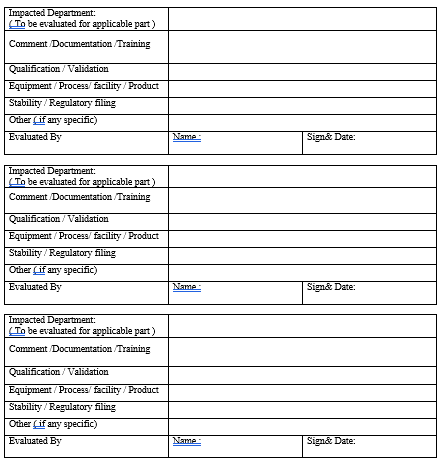 Impacted Department:
( To be evaluated for applicable part )
Comment /Documentation /Training
Qualification / Validation
Equipment / Process/ facility / Product
Stability / Regulatory filing
Other ( if any specific)
Evaluated By Name : Sign& Date:
Impacted Department:
( To be evaluated for applicable part )
Comment /Documentation /Training
Qualification / Validation
Equipment / Process/ facility / Product
Stability / Regulatory filing
Other ( if any specific)
Evaluated By Name : Sign& Date:
Impacted Department:
( To be evaluated for applicable part )
Comment /Documentation /Training
Qualification / Validation
Equipment / Process/ facility / Product
Stability / Regulatory filing
Other ( if any specific)
Evaluated By Name : Sign& Date: